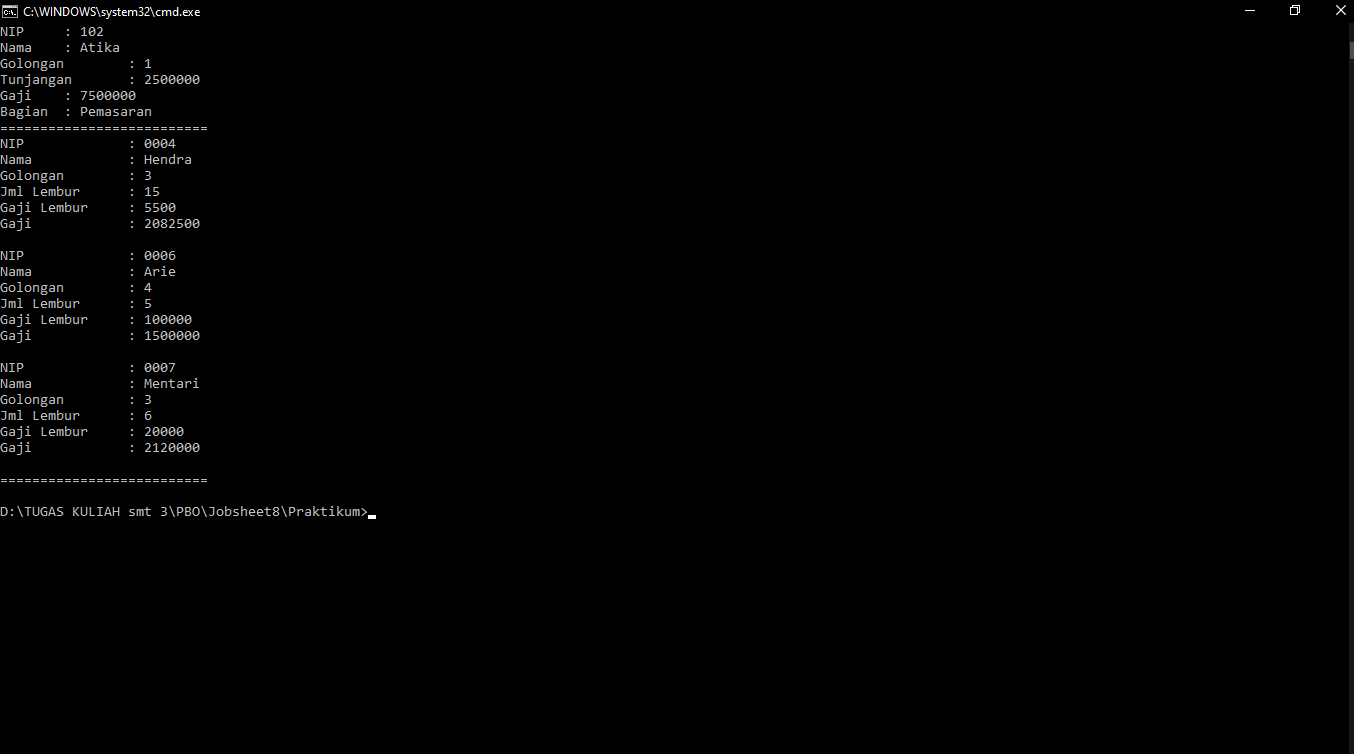 C:\WINDOWS\system32\cmd.exe
NIP     : 102
Nama    : Atika
Golongan        : 1
Tunjangan       : 2500000
Gaji    : 7500000
Bagian  : Pemasaran
==========================
NIP             : 0004
Nama            : Hendra
Golongan        : 3
Jml Lembur      : 15
Gaji Lembur     : 5500
Gaji            : 2082500
NIP             : 0006
Nama            : Arie
Golongan        : 4
Jml Lembur      : 5
Gaji Lembur     : 100000
Gaji            : 1500000
NIP             : 0007
Nama            : Mentari
Golongan        : 3
Jml Lembur      : 6
Gaji Lembur     : 20000
Gaji            : 2120000
==========================
D:\TUGAS KULIAH smt 3\PBO\Jobsheet8\Praktikum>